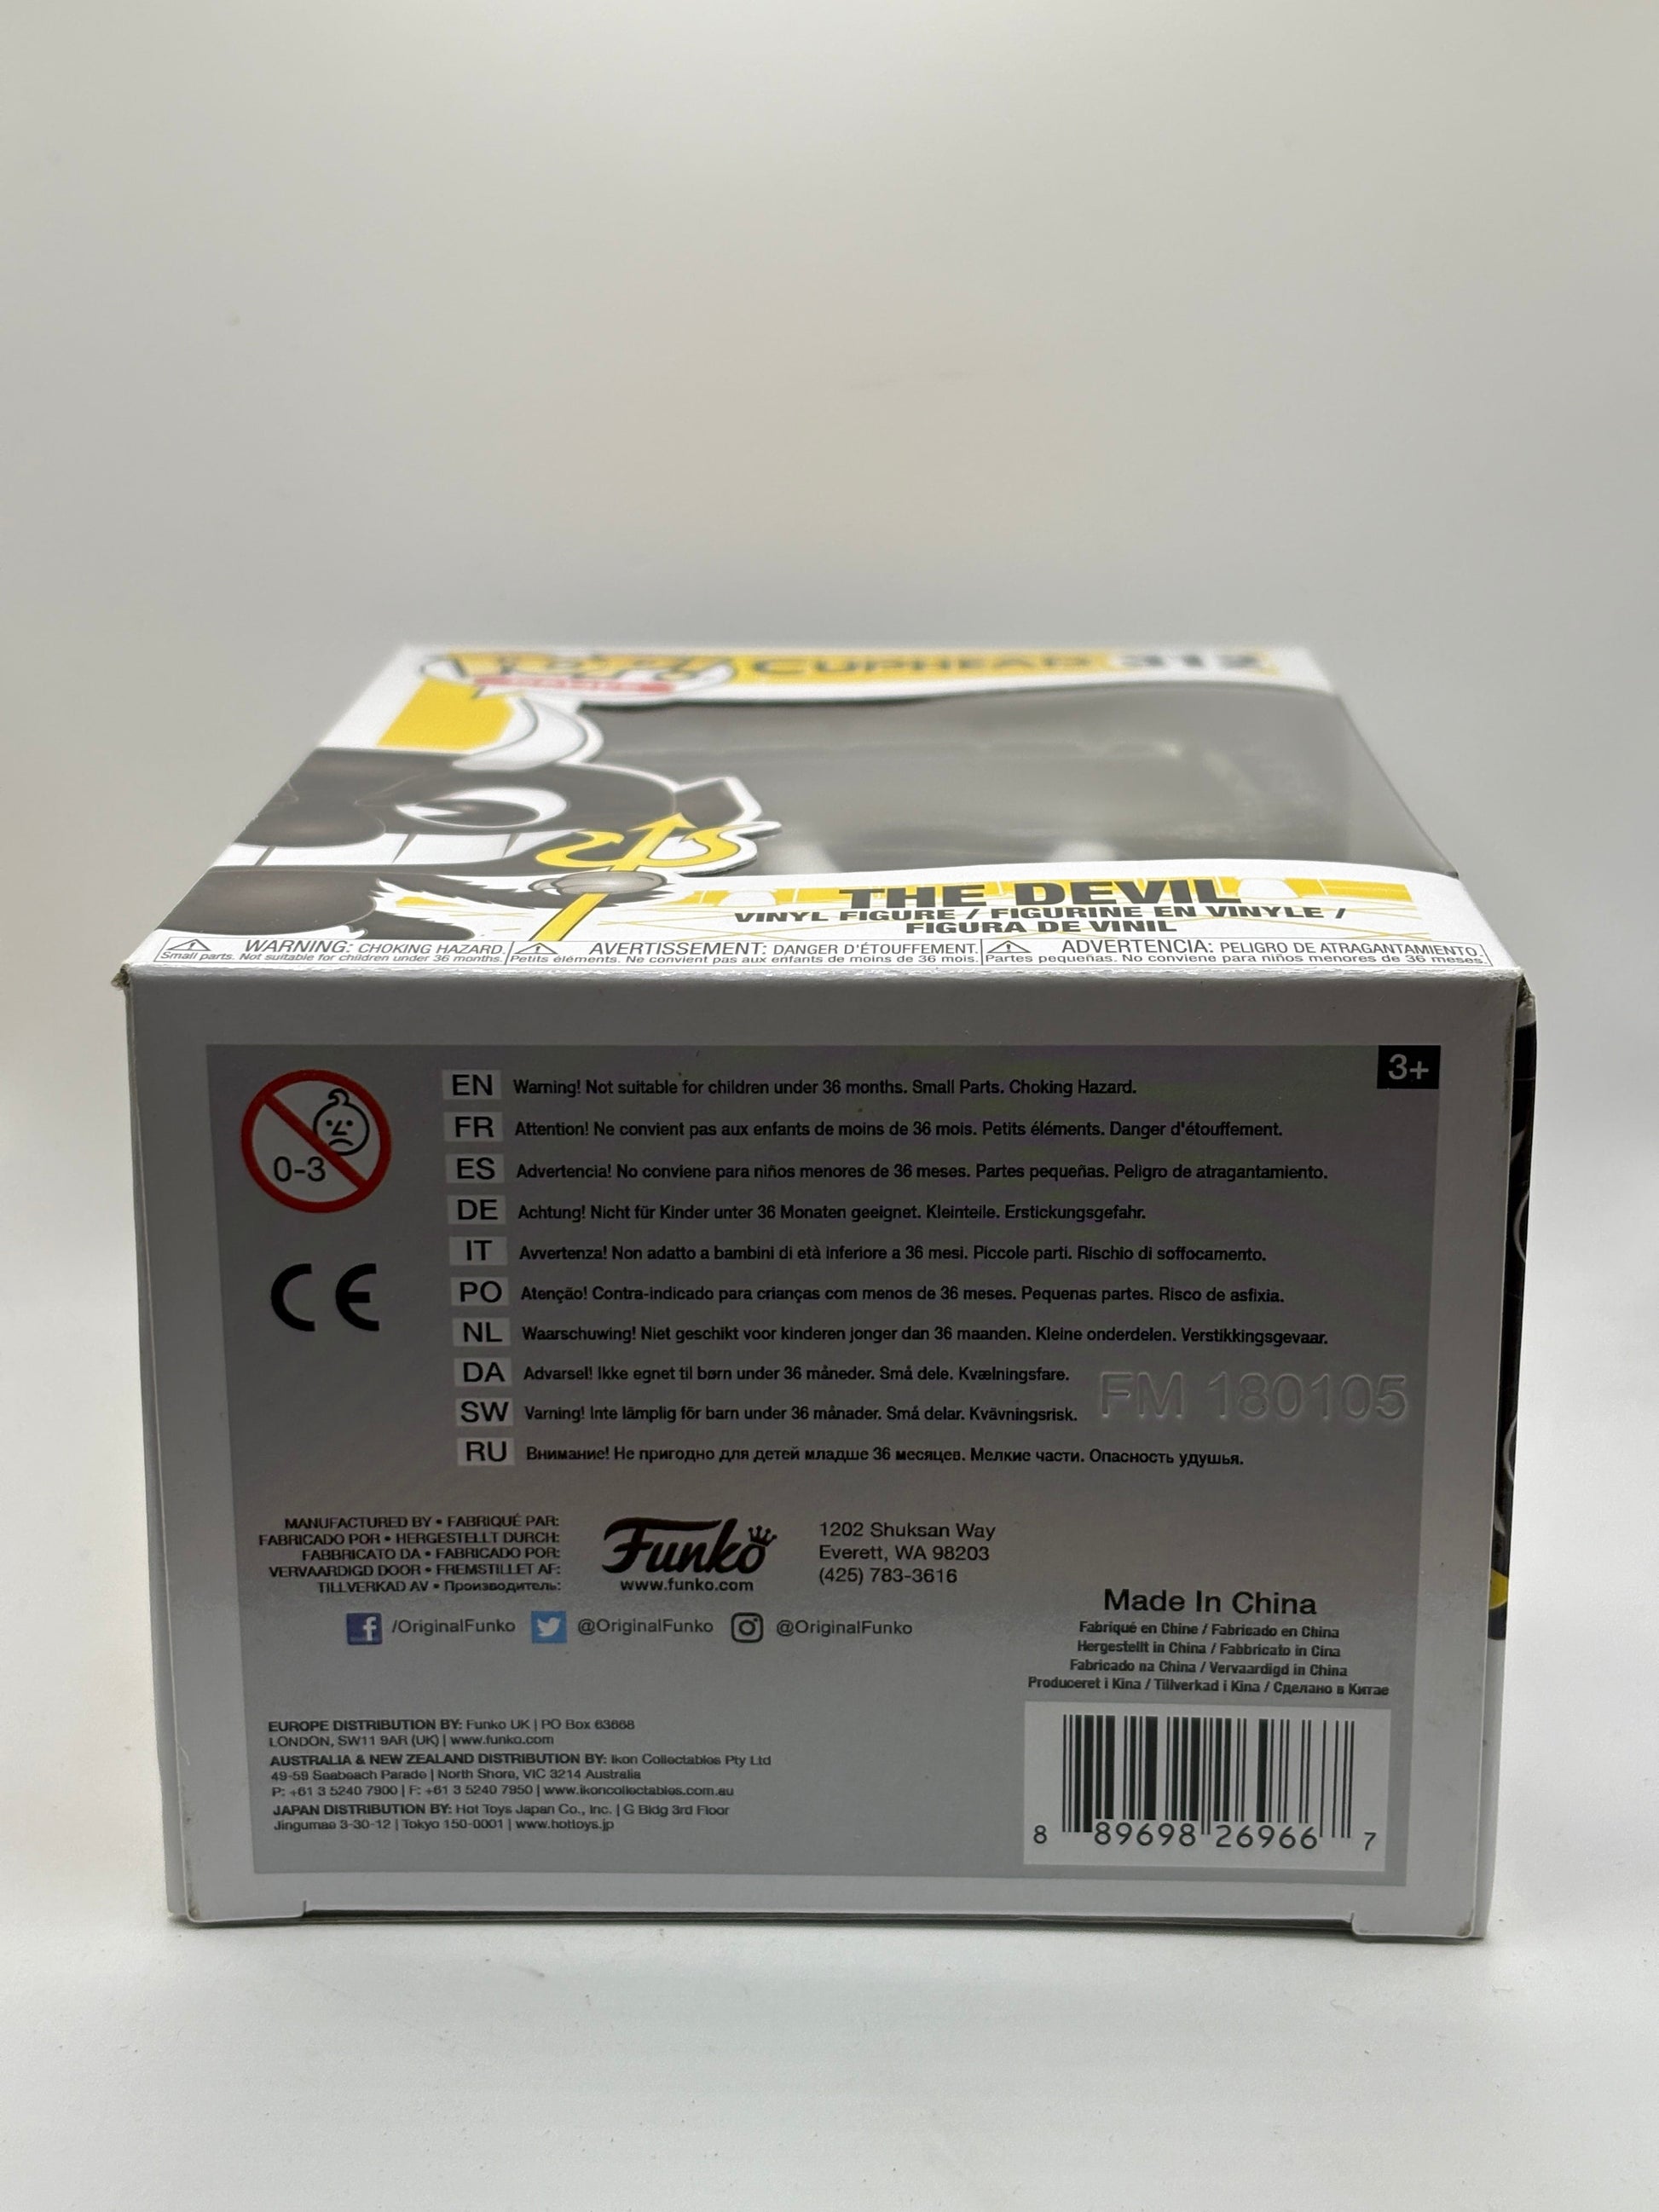 Pop!
GAMES
CUPHEAD 312
THE DEVIL
VINYL FIGURE / FIGURINE EN VINYLE /
FIGURA DE VINIL
WARNING: CHOKING HAZARD.
Small parts. Not suitable for children under 36 months.
AVERTISSEMENT: DANGER D'ÉTOUFFEMENT.
Petits éléments. Ne convient pas aux enfants de moins de 36 mois.
ADVERTENCIA: PELIGRO DE ATRAGANTAMIENTO.
Partes pequeñas. No conviene para niños menores de 36 meses.
3+
0-3
EN Warning! Not suitable for children under 36 months. Small Parts. Choking Hazard.
FR Attention! Ne convient pas aux enfants de moins de 36 mois. Petits éléments. Danger d'étouffement.
ES Advertencia! No conviene para niños menores de 36 meses. Partes pequeñas. Peligro de atragantamiento.
DE Achtung! Nicht für Kinder unter 36 Monaten geeignet. Kleinteile. Erstickungsgefahr.
IT Avvertenza! Non adatto a bambini di età inferiore a 36 mesi. Piccole parti. Rischio di soffocamento.
PO Atenção! Contra-indicado para crianças com menos de 36 meses. Pequenas partes. Risco de asfixia.
NL Waarschuwing! Niet geschikt voor kinderen jonger dan 36 maanden. Kleine onderdelen. Verstikkingsgevaar.
DA Advarsel! Ikke egnet til børn under 36 måneder. Små dele. Kvælningsfare.
SW Varning! Inte lämplig för barn under 36 månader. Små delar. Kvävningsrisk.
RU Внимание! Не пригодно для детей младше 36 месяцев. Мелкие части. Опасность удушья.
CE
FM 180105
MANUFACTURED BY • FABRIQUÉ PAR:
FABRICADO POR • HERGESTELLT DURCH:
FABBRICATO DA • FABRICADO POR:
VERVAARDIGD DOOR • FREMSTILLET AF:
TILLVERKAD AV • Производитель:
Funko
www.funko.com
1202 Shuksan Way
Everett, WA 98203
(425) 783-3616
/OriginalFunko @OriginalFunko @OriginalFunko
Made In China
Fabriqué en Chine / Fabricado en China
Hergestellt in China / Fabbricato in Cina
Fabricado na China / Vervaardigd in China
Produceret i Kina / Tillverkad i Kina / Сделано в Китае
EUROPE DISTRIBUTION BY: Funko UK | PO Box 63668
LONDON, SW11 9AR (UK) | www.funko.com
AUSTRALIA & NEW ZEALAND DISTRIBUTION BY: Ikon Collectables Pty Ltd
49-59 Seabeach Parade | North Shore, VIC 3214 Australia
P: +61 3 5240 7900 | F: +61 3 5240 7950 | www.ikoncollectables.com.au
JAPAN DISTRIBUTION BY: Hot Toys Japan Co., Inc. | G Bldg 3rd Floor
Jingumae 3-30-12 | Tokyo 150-0001 | www.hottoys.jp
8 89698 26966 7